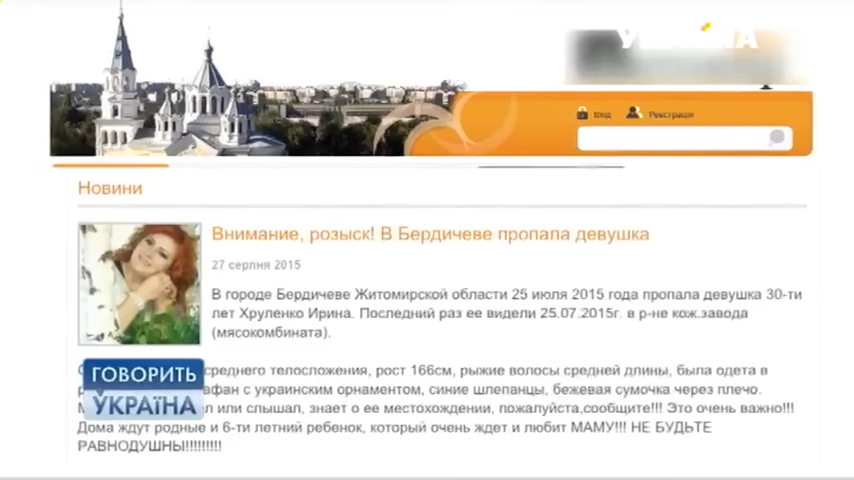 УКРАЇНА
Вхід
Реєстрація
Новини
Внимание, розыск! В Бердичеве пропала девушка
27 серпня 2015
В городе Бердичеве Житомирской области 25 июля 2015 года пропала девушка 30-ти
лет Хруленко Ирина. Последний раз ее видели 25.07.2015г. в р-не кож.завода
(мясокомбината).
среднего телосложения, рост 166см, рыжие волосы средней длины, была одета в
с украинским орнаментом, синие шлепанцы, бежевая сумочка через плечо.
или слышал, знает о ее местохождении, пожалуйста,сообщите!!! Это очень важно!!!
Дома ждут родные и 6-ти летний ребенок, который очень ждет и любит МАМУ!!! НЕ БУДЬТЕ
РАВНОДУШНЫ!!!!!!!!!
ГОВОРИТЬ
УКРАЇНА